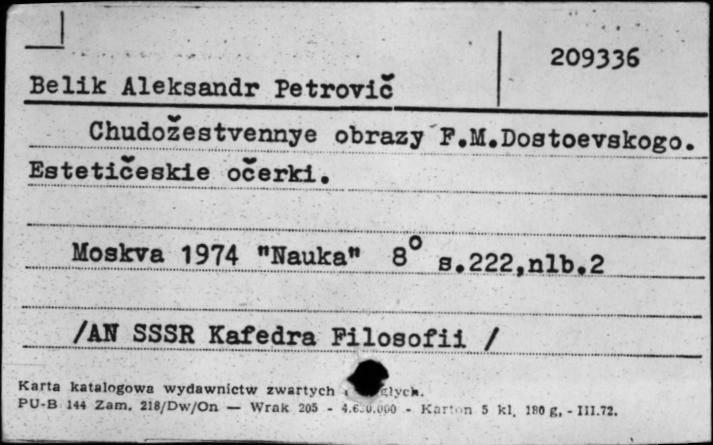 209336
Belik Aleksandr Petrovič
Chudožestvennye obrazy F.M.Dostoevskogo.
Estetičeskie očerki.
Moskva 1974 "Nauka" 8° s.222,nlb.2
/AN SSSR Kafedra Filosofii /
Karta katalogowa wydawnictw zwartych
PU-B 144 Zam. 218/Dw/On — Wrak 205 - - Karton 5 kl. 180 g. - III.72.